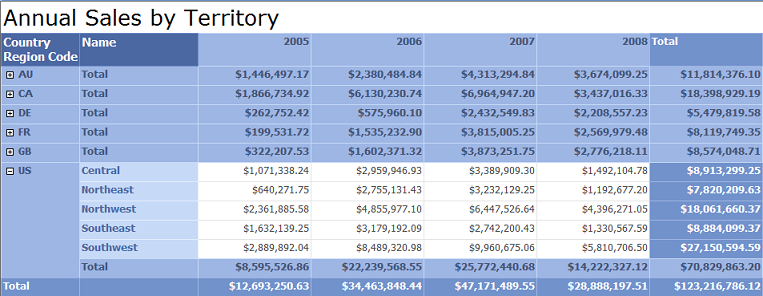 Annual Sales by Territory
Country Region Code Name 2005 2006 2007 2008 Total
AU Total $1,446,497.17 $2,380,484.84 $4,313,294.84 $3,674,099.25 $11,814,376.10
CA Total $1,866,734.92 $6,130,230.74 $6,964,947.20 $3,437,016.33 $18,398,929.19
DE Total $262,752.42 $575,960.10 $2,432,549.83 $2,208,557.23 $5,479,819.58
FR Total $199,531.72 $1,535,232.90 $3,815,005.25 $2,569,979.48 $8,119,749.35
GB Total $322,207.53 $1,602,371.32 $3,873,251.75 $2,776,218.11 $8,574,048.71
US Central $1,071,338.24 $2,959,946.93 $3,389,909.30 $1,492,104.78 $8,913,299.25
Northeast $640,271.75 $2,755,131.43 $3,232,129.25 $1,192,677.20 $7,820,209.63
Northwest $2,361,885.58 $4,855,977.10 $6,447,526.64 $4,396,271.05 $18,061,660.37
Southeast $1,632,139.25 $3,179,192.09 $2,742,200.43 $1,330,567.59 $8,884,099.37
Southwest $2,889,892.04 $8,489,320.98 $9,960,675.06 $5,810,706.50 $27,150,594.59
Total $8,595,526.86 $22,239,568.55 $25,772,440.68 $14,222,327.12 $70,829,863.20
Total $12,693,250.63 $34,463,848.44 $47,171,489.55 $28,888,197.51 $123,216,786.12